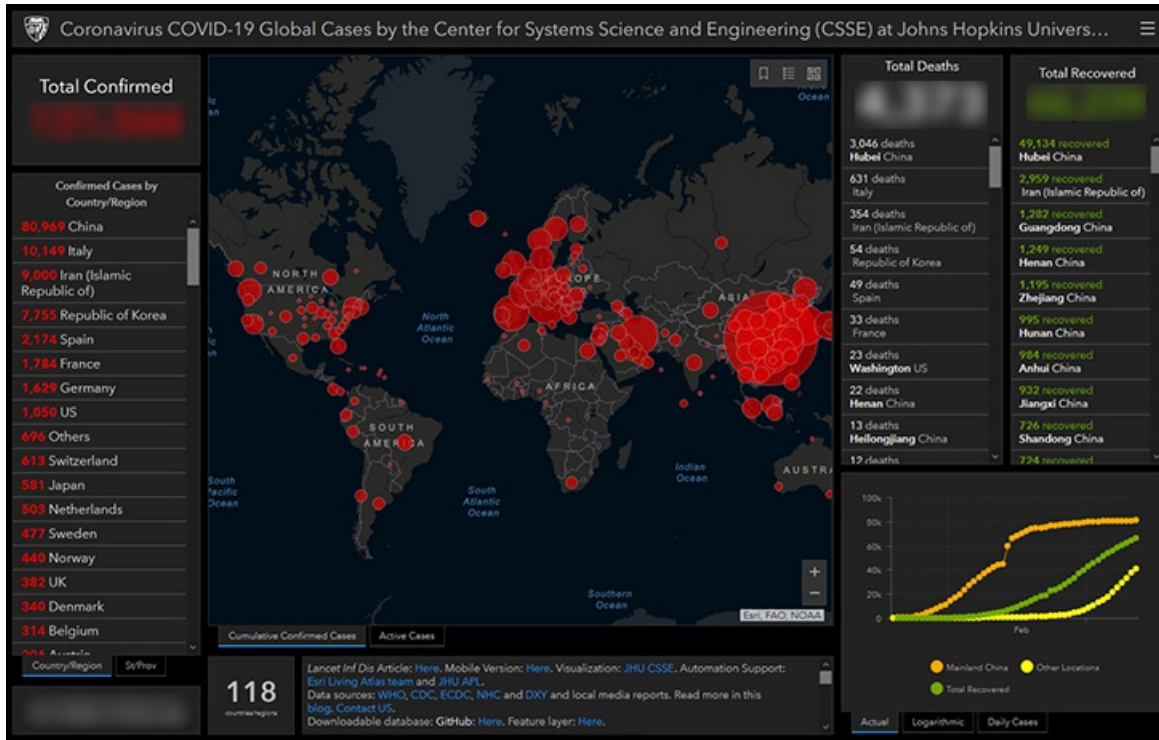 Coronavirus COVID-19 Global Cases by the Center for Systems Science and Engineering (CSSE) at Johns Hopkins Univers...
Total Confirmed
Confirmed Cases by
Country/Region
80,969 China
10,149 Italy
9,000 Iran (Islamic
Republic of)
7,755 Republic of Korea
2,174 Spain
1,784 France
1,629 Germany
1,050 US
696 Others
613 Switzerland
581 Japan
503 Netherlands
477 Sweden
440 Norway
382 UK
340 Denmark
314 Belgium
Country/Region
St/Prov
Ocean
NORTH
AMERICA
EUROPE
ASIA
North
Atlantic
Ocean
AFRICA
SOUTH
AMERICA
South
Pacific
Ocean
South
Atlantic
Ocean
Indian
Ocean
AUSTRA
Southern
Ocean
+
−
Esri, FAO, NOAA
Cumulative Confirmed Cases
Active Cases
118
countries/regions
Lancet Inf Dis Article: Here. Mobile Version: Here. Visualization: JHU CSSE. Automation Support:
Esri Living Atlas team and JHU APL.
Data sources: WHO, CDC, ECDC, NHC and DXY and local media reports. Read more in this
blog. Contact US.
Downloadable database: GitHub: Here. Feature layer: Here.
Total Deaths
3,046 deaths
Hubei China
631 deaths
Italy
354 deaths
Iran (Islamic Republic of)
54 deaths
Republic of Korea
49 deaths
Spain
33 deaths
France
23 deaths
Washington US
22 deaths
Henan China
13 deaths
Heilongjiang China
12 deaths
Total Recovered
49,134 recovered
Hubei China
2,959 recovered
Iran (Islamic Republic of)
1,282 recovered
Guangdong China
1,249 recovered
Henan China
1,195 recovered
Zhejiang China
995 recovered
Hunan China
984 recovered
Anhui China
932 recovered
Jiangxi China
726 recovered
Shandong China
724 recovered
100k
80k
60k
40k
20k
0
Feb
Mainland China
Other Locations
Total Recovered
Actual
Logarithmic
Daily Cases